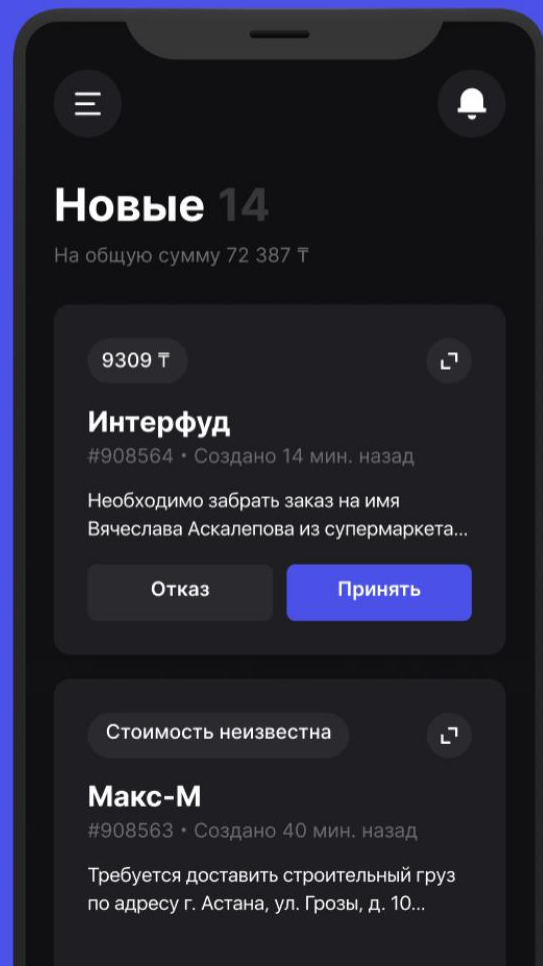 Новые 14
На общую сумму 72 387 ₸
9309 ₸
Интерфуд
#908564 • Создано 14 мин. назад
Необходимо забрать заказ на имя
Вячеслава Аскалепова из супермаркета...
Отказ Принять
Стоимость неизвестна
Макс-М
#908563 • Создано 40 мин. назад
Требуется доставить строительный груз
по адресу г. Астана, ул. Грозы, д. 10...